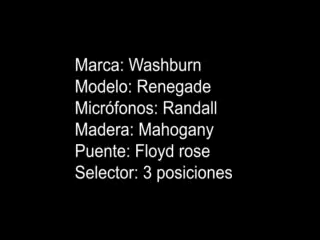 Marca: Washburn
Modelo: Renegade
Micrófonos: Randall
Madera: Mahogany
Puente: Floyd rose
Selector: 3 posiciones